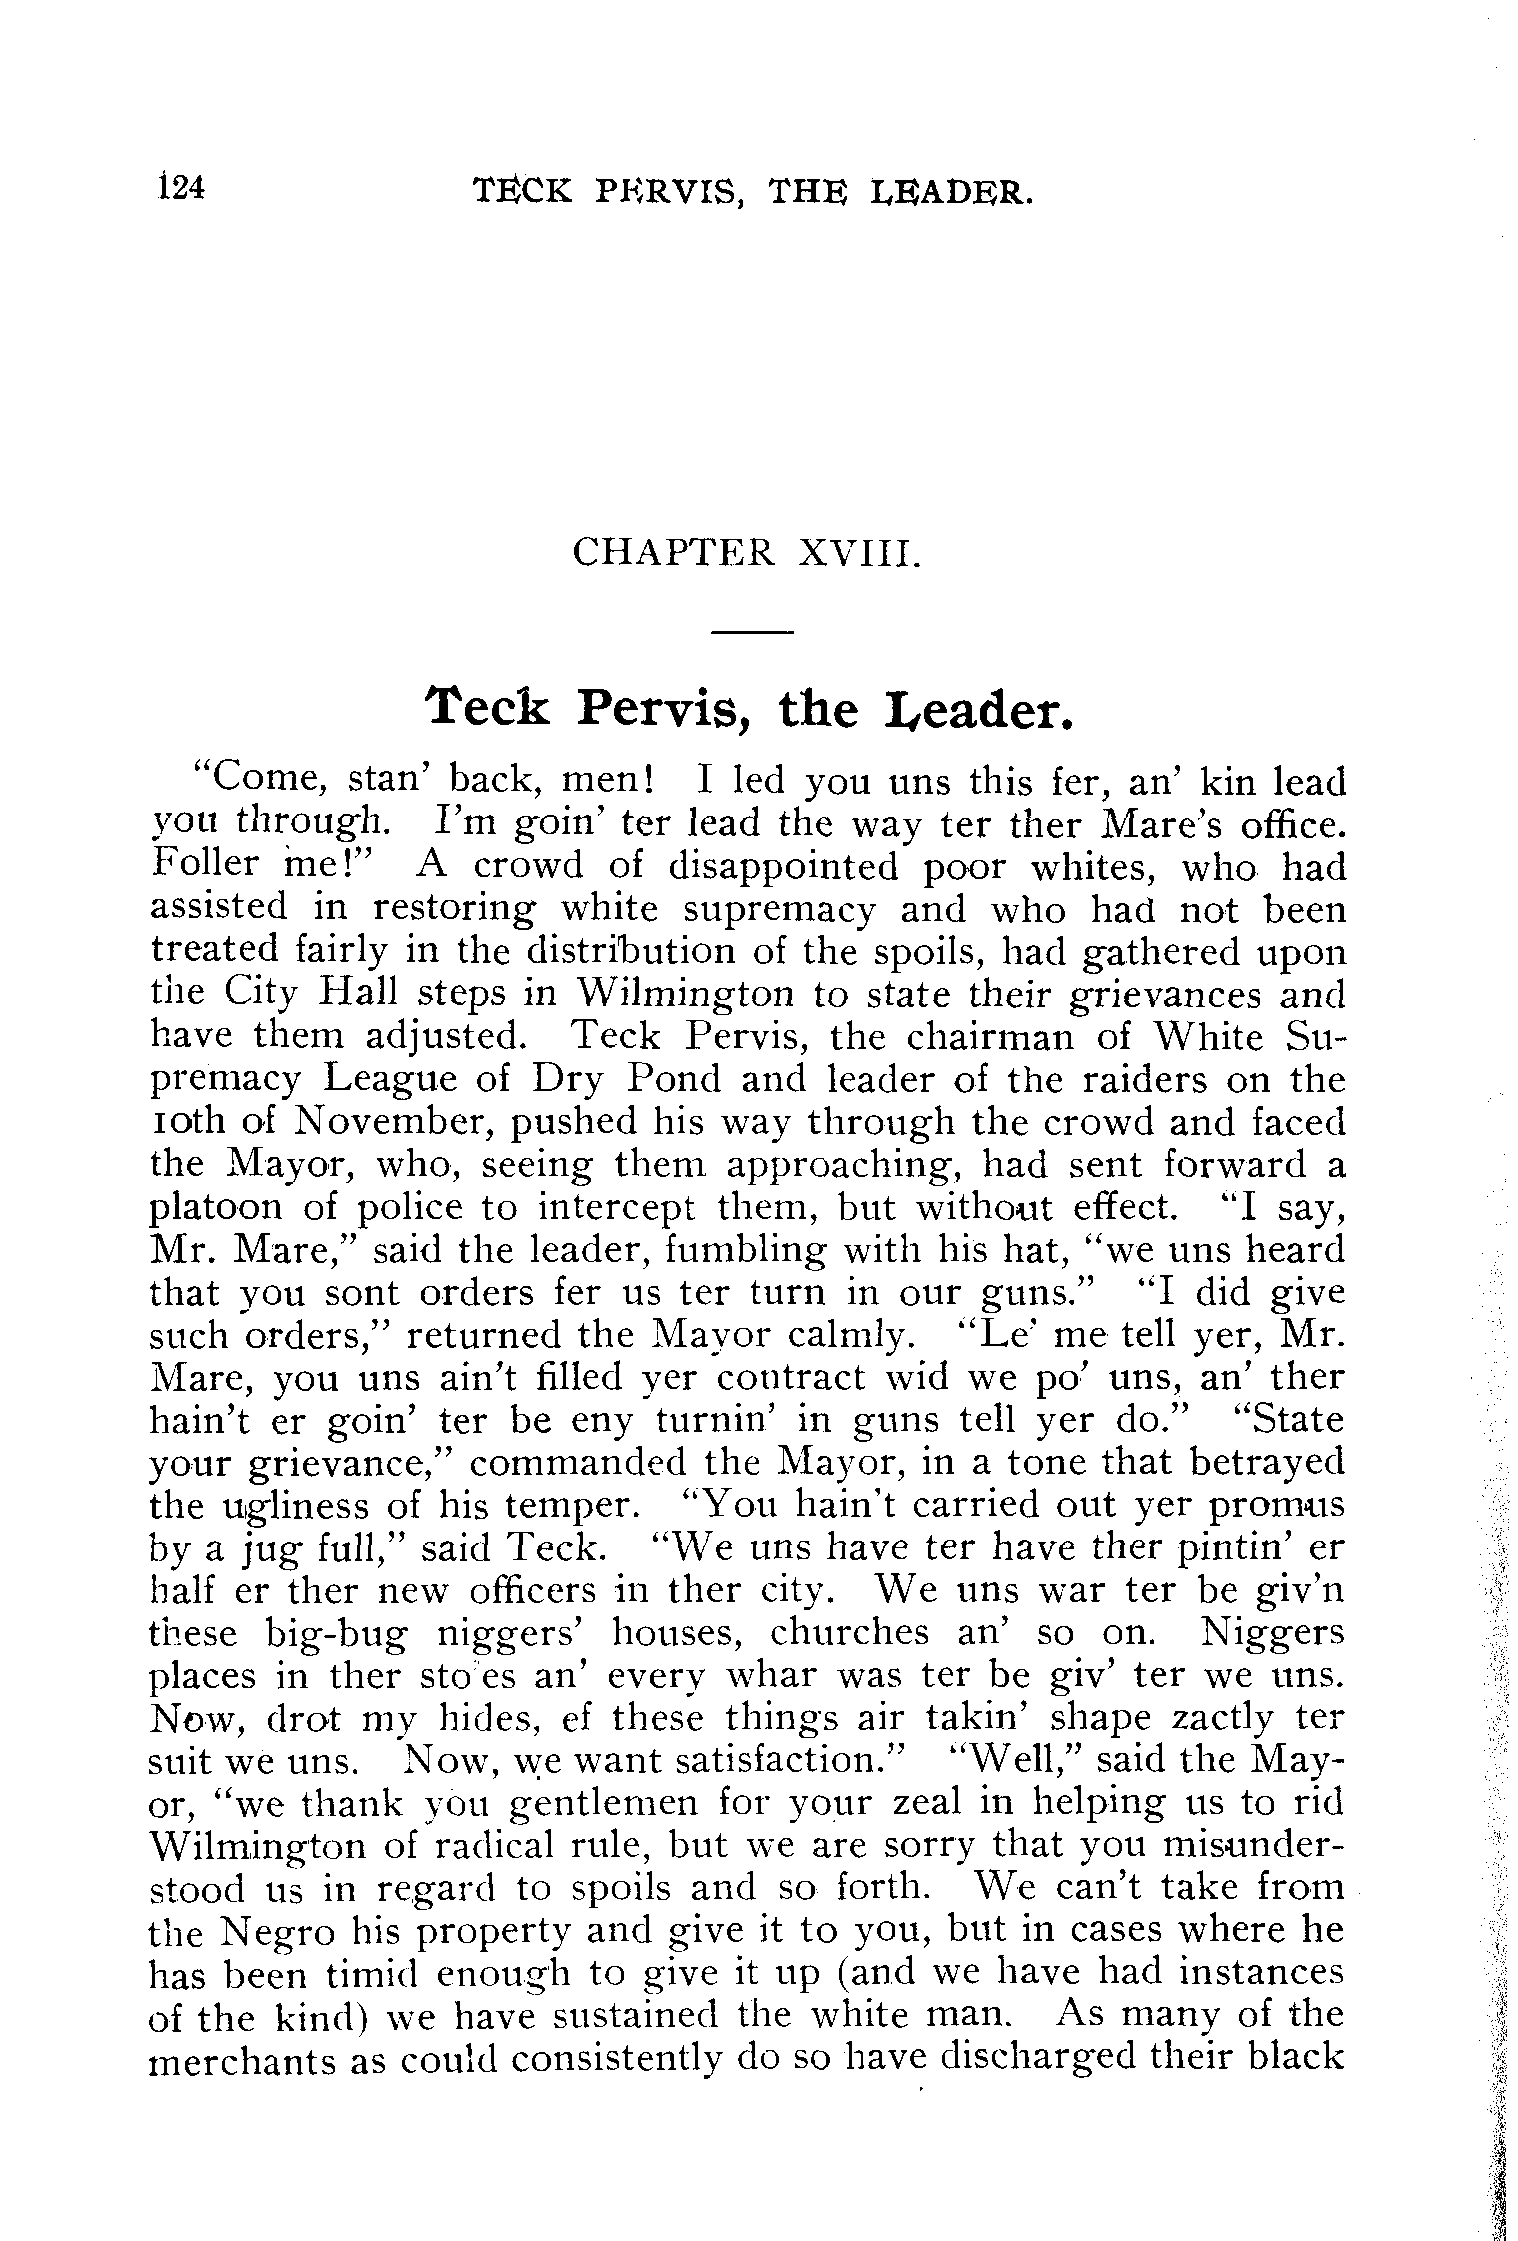 124 TECK PERVIS, THE LEADER.
CHAPTER XVIII.
Teck Pervis, the Leader.
“Come, stan’ back, men! I led you uns this fer, an’ kin lead
you through. I’m goin’ ter lead the way ter ther Mare’s office.
Foller me!” A crowd of disappointed poor whites, who had
assisted in restoring white supremacy and who had not been
treated fairly in the distribution of the spoils, had gathered upon
the City Hall steps in Wilmington to state their grievances and
have them adjusted. Teck Pervis, the chairman of White Su-
premacy League of Dry Pond and leader of the raiders on the
10th of November, pushed his way through the crowd and faced
the Mayor, who, seeing them approaching, had sent forward a
platoon of police to intercept them, but without effect. “I say,
Mr. Mare,” said the leader, fumbling with his hat, “we uns heard
that you sont orders fer us ter turn in our guns.” “I did give
such orders,” returned the Mayor calmly. “Le’ me tell yer, Mr.
Mare, you uns ain’t filled yer contract wid we po’ uns, an’ ther
hain’t er goin’ ter be eny turnin’ in guns tell yer do.” “State
your grievance,” commanded the Mayor, in a tone that betrayed
the ugliness of his temper. “You hain’t carried out yer promus
by a jug full,” said Teck. “We uns have ter have ther pintin’ er
half er ther new officers in ther city. We uns war ter be giv’n
these big-bug niggers’ houses, churches an’ so on. Niggers
places in ther sto’es an’ every whar was ter be giv’ ter we uns.
Now, drot my hides, ef these things air takin’ shape zactly ter
suit we uns. Now, we want satisfaction.” “Well,” said the May-
or, “we thank you gentlemen for your zeal in helping us to rid
Wilmington of radical rule, but we are sorry that you misunder-
stood us in regard to spoils and so forth. We can’t take from
the Negro his property and give it to you, but in cases where he
has been timid enough to give it up (and we have had instances
of the kind) we have sustained the white man. As many of the
merchants as could consistently do so have discharged their black